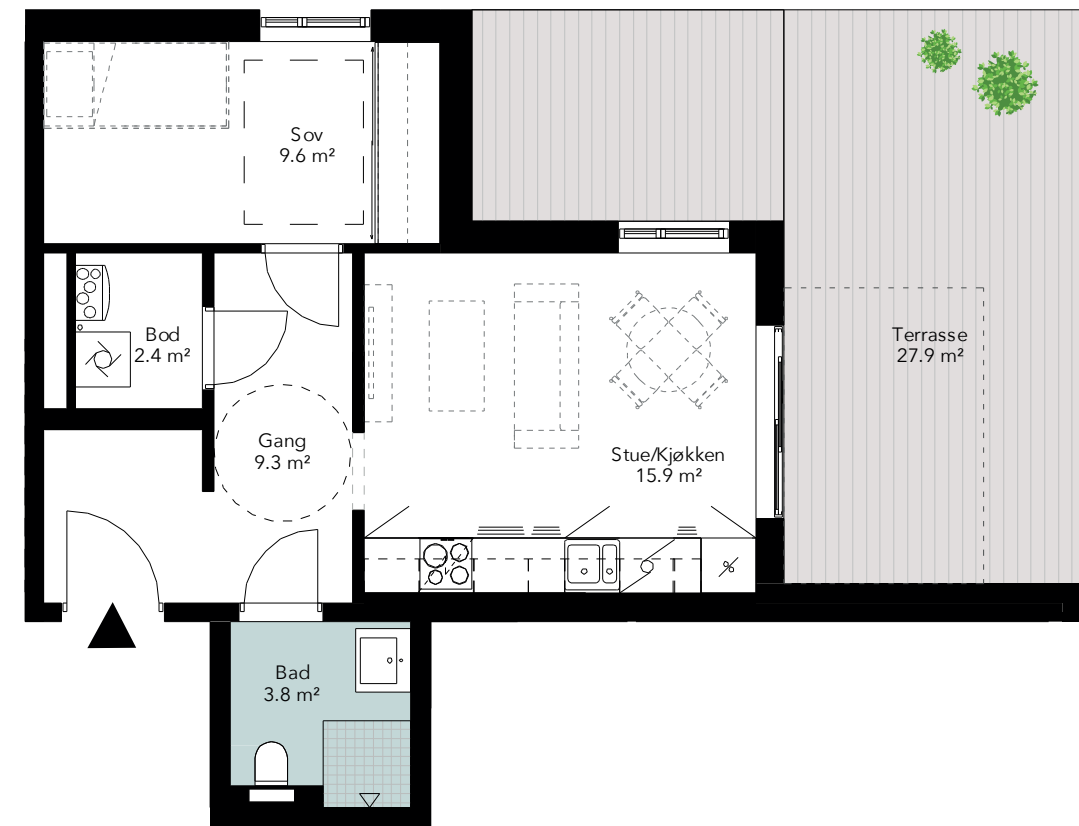 Sov
9.6 m²
Bod
2.4 m²
Terrasse
27.9 m²
Gang
9.3 m²
Stue/Kjøkken
15.9 m²
Bad
3.8 m²